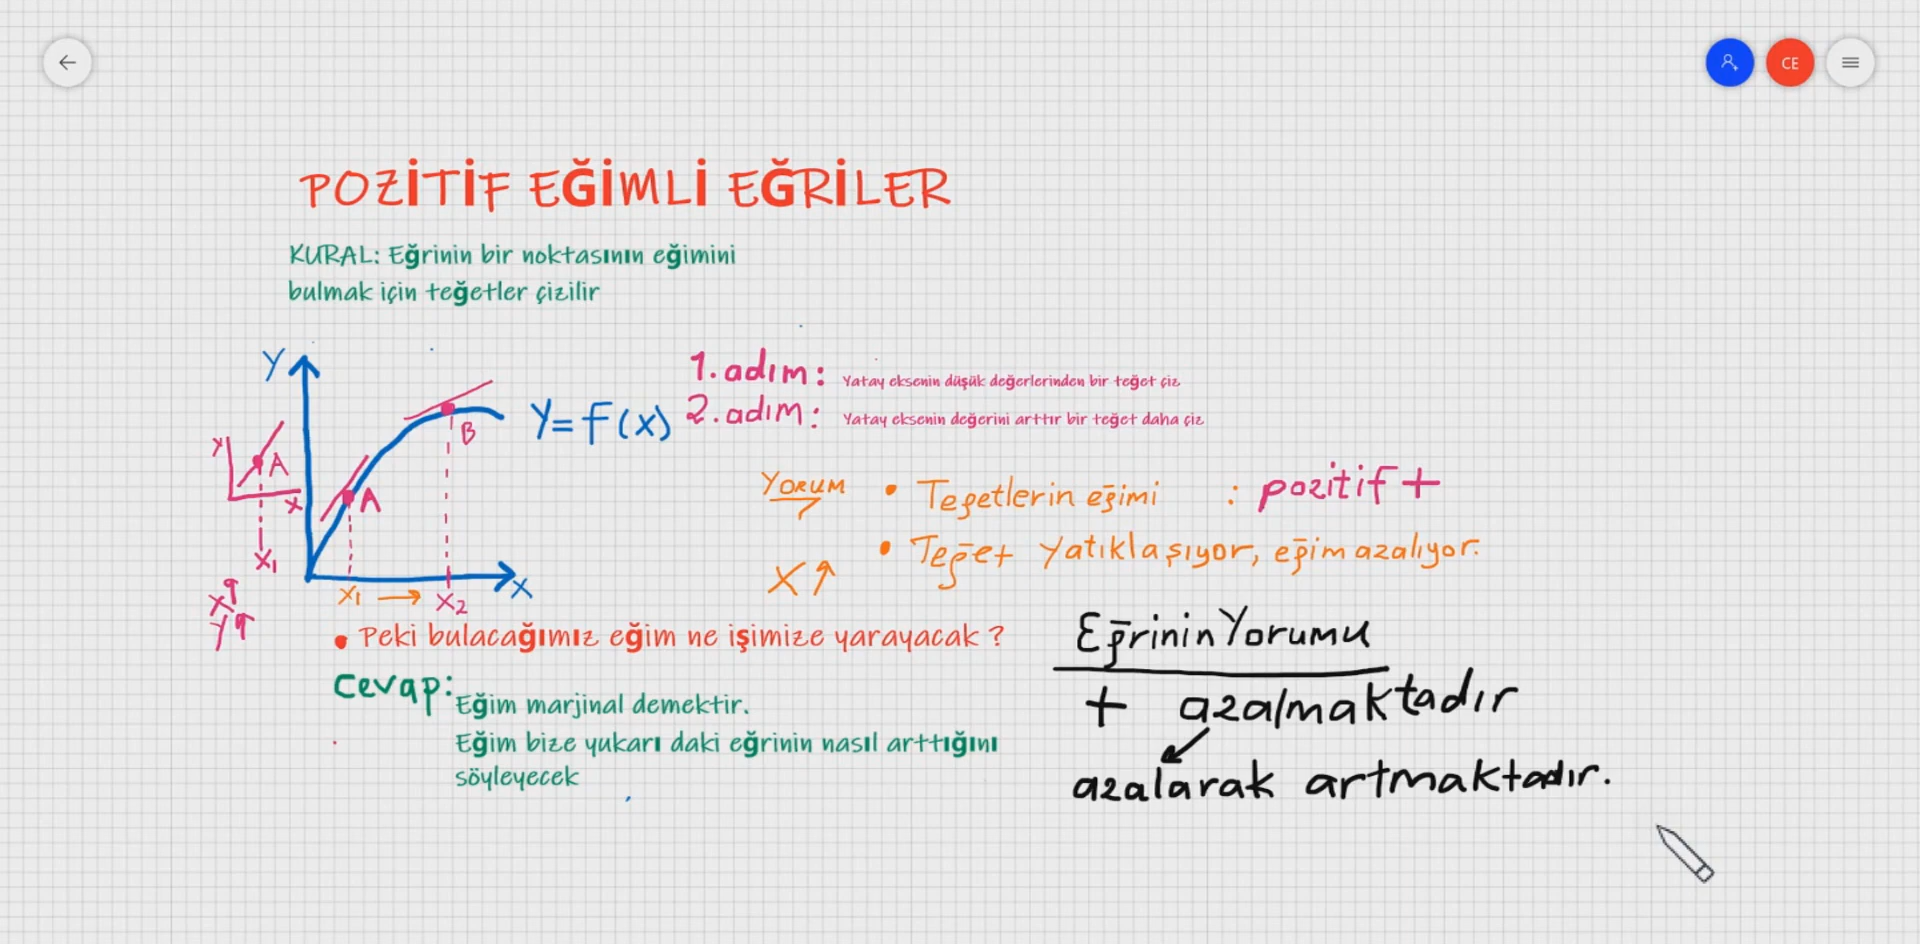 CE
POZİTİF EĞİMLİ EĞRİLER
KURAL: Eğrinin bir noktasının eğimini
bulmak için teğetler çizilir
Y
Y = f(x)
B
A
X
X1
X2
Y
A
X
X1
X
Y
1. adım: Yatay eksenin düşük değerlerinden bir teğet çiz
2. adım: Yatay eksenin değerini arttır bir teğet daha çiz
YORUM
• Teğetlerin eğimi : pozitif +
X↑
• Teğet yatıklaşıyor, eğim azalıyor.
• Peki bulacağımız eğim ne işimize yarayacak ?
Cevap:
Eğim marjinal demektir.
Eğim bize yukarı daki eğrinin nasıl arttığını
söyleyecek
Eğrinin Yorumu
+ azalmaktadır
azalarak artmaktadır.